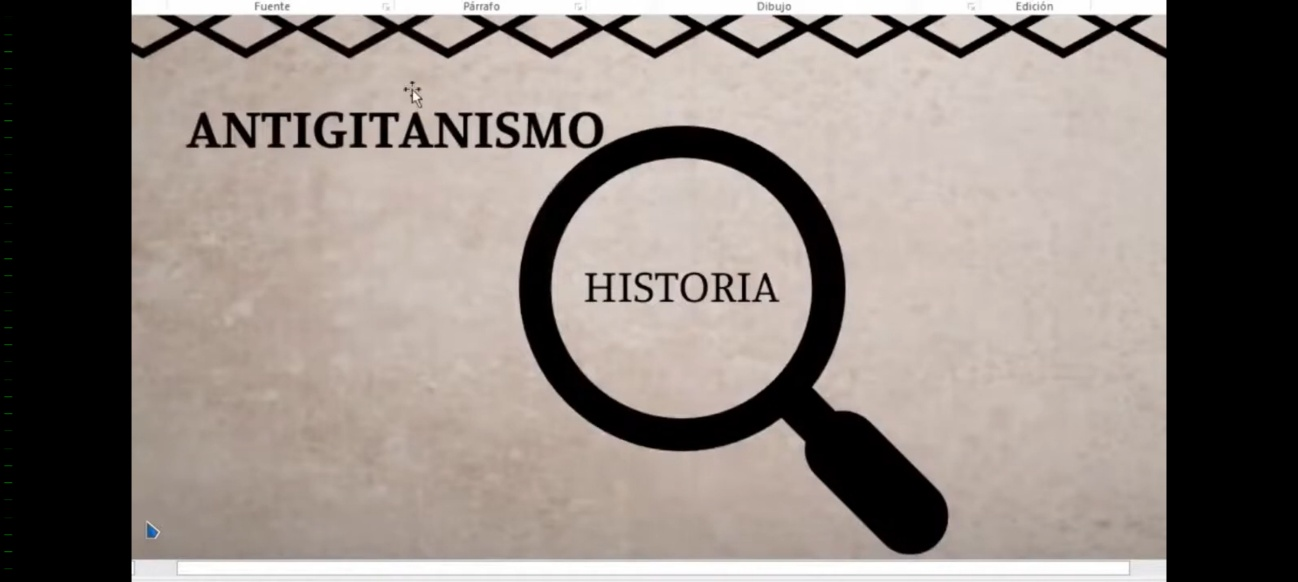 Fuente Párrafo Dibujo Edición
ANTIGITANISMO
HISTORIA